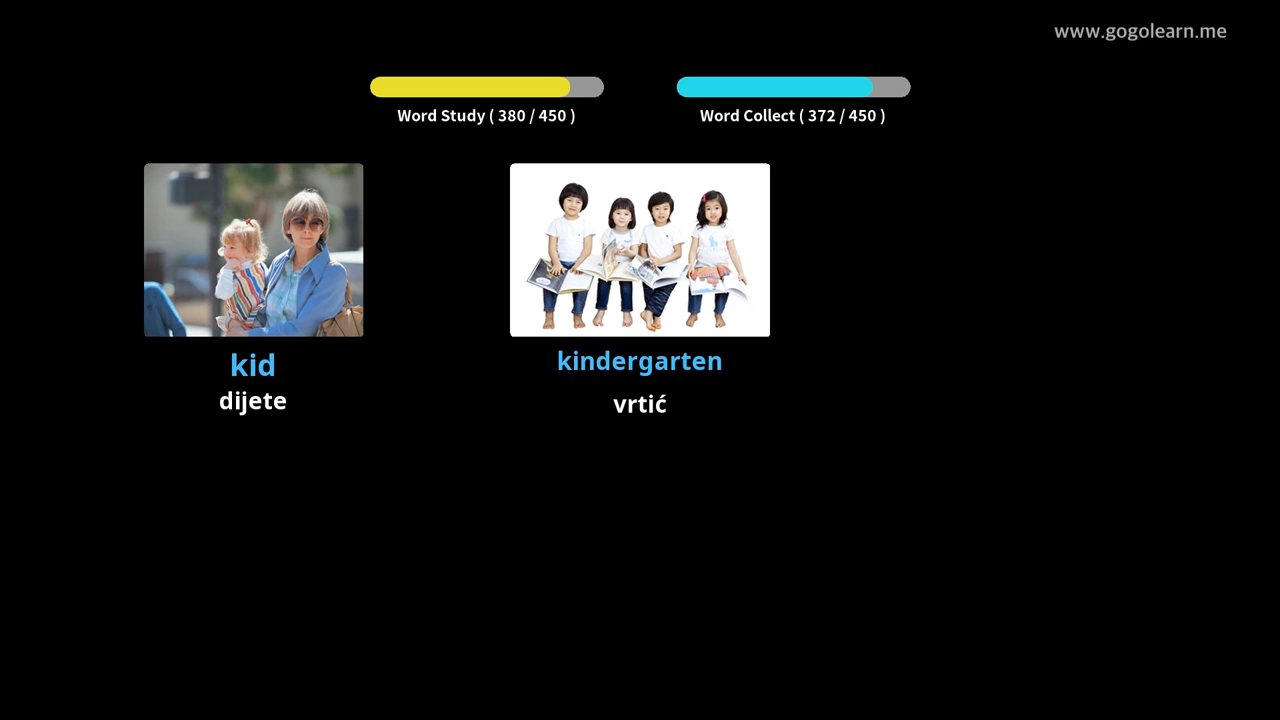 www.gogolearn.me
Word Study ( 380 / 450 )
Word Collect ( 372 / 450 )
kid
dijete
kindergarten
vrtić